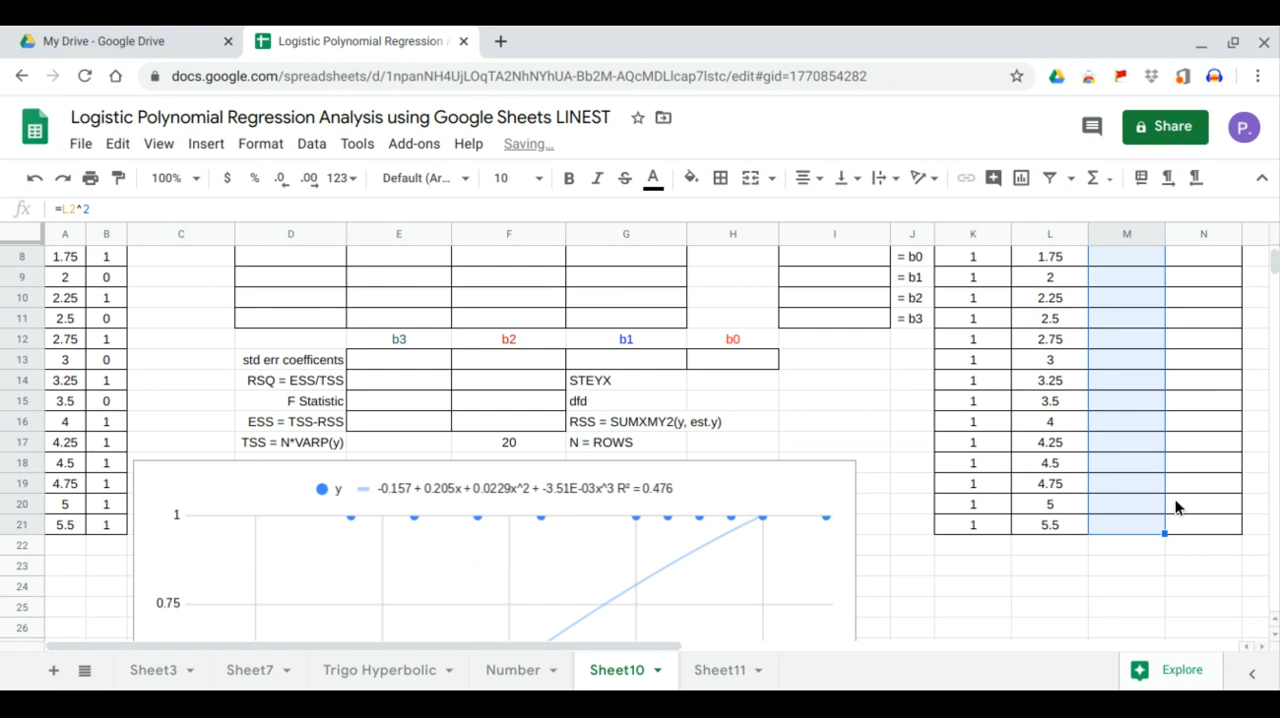 My Drive - Google Drive
Logistic Polynomial Regression A
docs.google.com/spreadsheets/d/1npanNH4UjLOqTA2NhNYhUA-Bb2M-AQcMDLlcap7lstc/edit#gid=1770854282
Logistic Polynomial Regression Analysis using Google Sheets LINEST
Share
P.
File Edit View Insert Format Data Tools Add-ons Help Saving...
100% $ % .0 .00 123 Default (Ar... 10 B I S A
fx =L2^2
A B C D E F G H I J K L M N
8 1.75 1 = b0 1 1.75
9 2 0 = b1 1 2
10 2.25 1 = b2 1 2.25
11 2.5 0 = b3 1 2.5
12 2.75 1 b3 b2 b1 b0 1 2.75
13 3 0 std err coefficents 1 3
14 3.25 1 RSQ = ESS/TSS STEYX 1 3.25
15 3.5 0 F Statistic dfd 1 3.5
16 4 1 ESS = TSS-RSS RSS = SUMXMY2(y, est.y) 1 4
17 4.25 1 TSS = N*VARP(y) 20 N = ROWS 1 4.25
18 4.5 1 1 4.5
19 4.75 1 1 4.75
20 5 1 1 5
21 5.5 1 1 5.5
22
23
24
25
26
y -0.157 + 0.205x + 0.0229x^2 + -3.51E-03x^3 R² = 0.476
1
0.75
Sheet3 Sheet7 Trigo Hyperbolic Number Sheet10 Sheet11 Explore